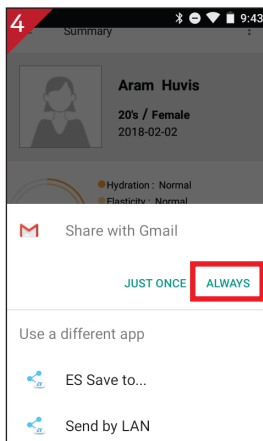 4
9:43
Summary
Aram Huvis
20's / Female
2018-02-02
Hydration : Normal
Elasticity : Normal
Share with Gmail
JUST ONCE ALWAYS
Use a different app
ES Save to...
Send by LAN